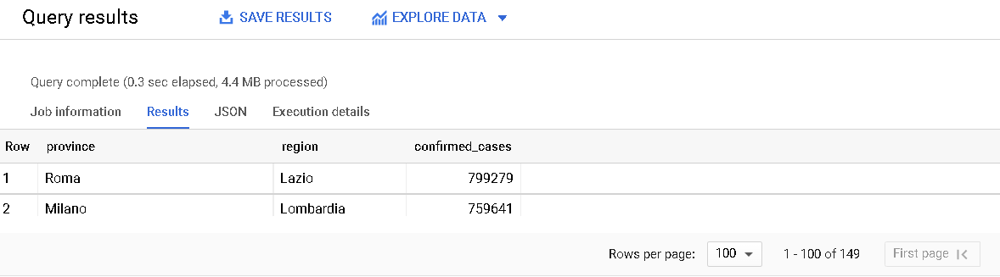 Query results SAVE RESULTS EXPLORE DATA
Query complete (0.3 sec elapsed, 4.4 MB processed)
Job information Results JSON Execution details
Row province region confirmed_cases
1 Roma Lazio 799279
2 Milano Lombardia 759641
Rows per page: 100 1 - 100 of 149 First page